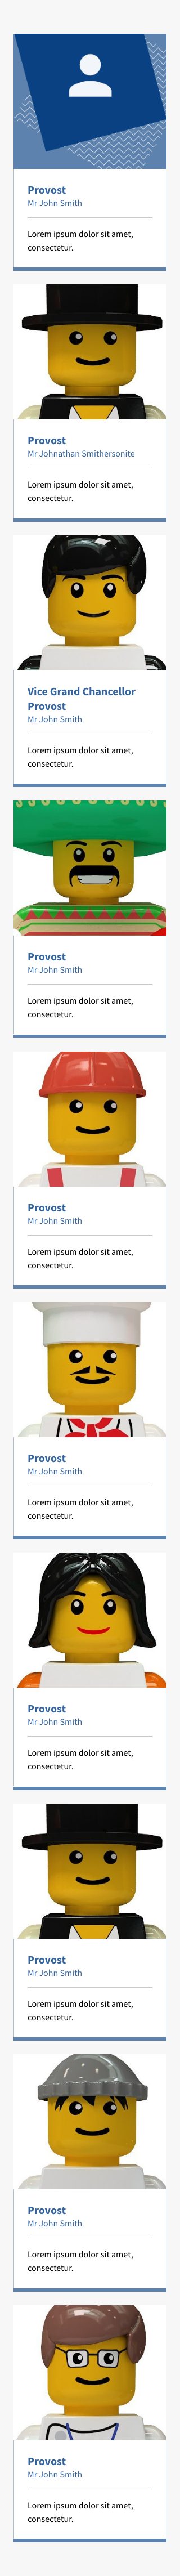 Provost
Mr John Smith
Lorem ipsum dolor sit amet,
consectetur.
Provost
Mr Johnathan Smithersonite
Lorem ipsum dolor sit amet,
consectetur.
Vice Grand Chancellor
Provost
Mr John Smith
Lorem ipsum dolor sit amet,
consectetur.
Provost
Mr John Smith
Lorem ipsum dolor sit amet,
consectetur.
Provost
Mr John Smith
Lorem ipsum dolor sit amet,
consectetur.
Provost
Mr John Smith
Lorem ipsum dolor sit amet,
consectetur.
Provost
Mr John Smith
Lorem ipsum dolor sit amet,
consectetur.
Provost
Mr John Smith
Lorem ipsum dolor sit amet,
consectetur.
Provost
Mr John Smith
Lorem ipsum dolor sit amet,
consectetur.
Provost
Mr John Smith
Lorem ipsum dolor sit amet,
consectetur.